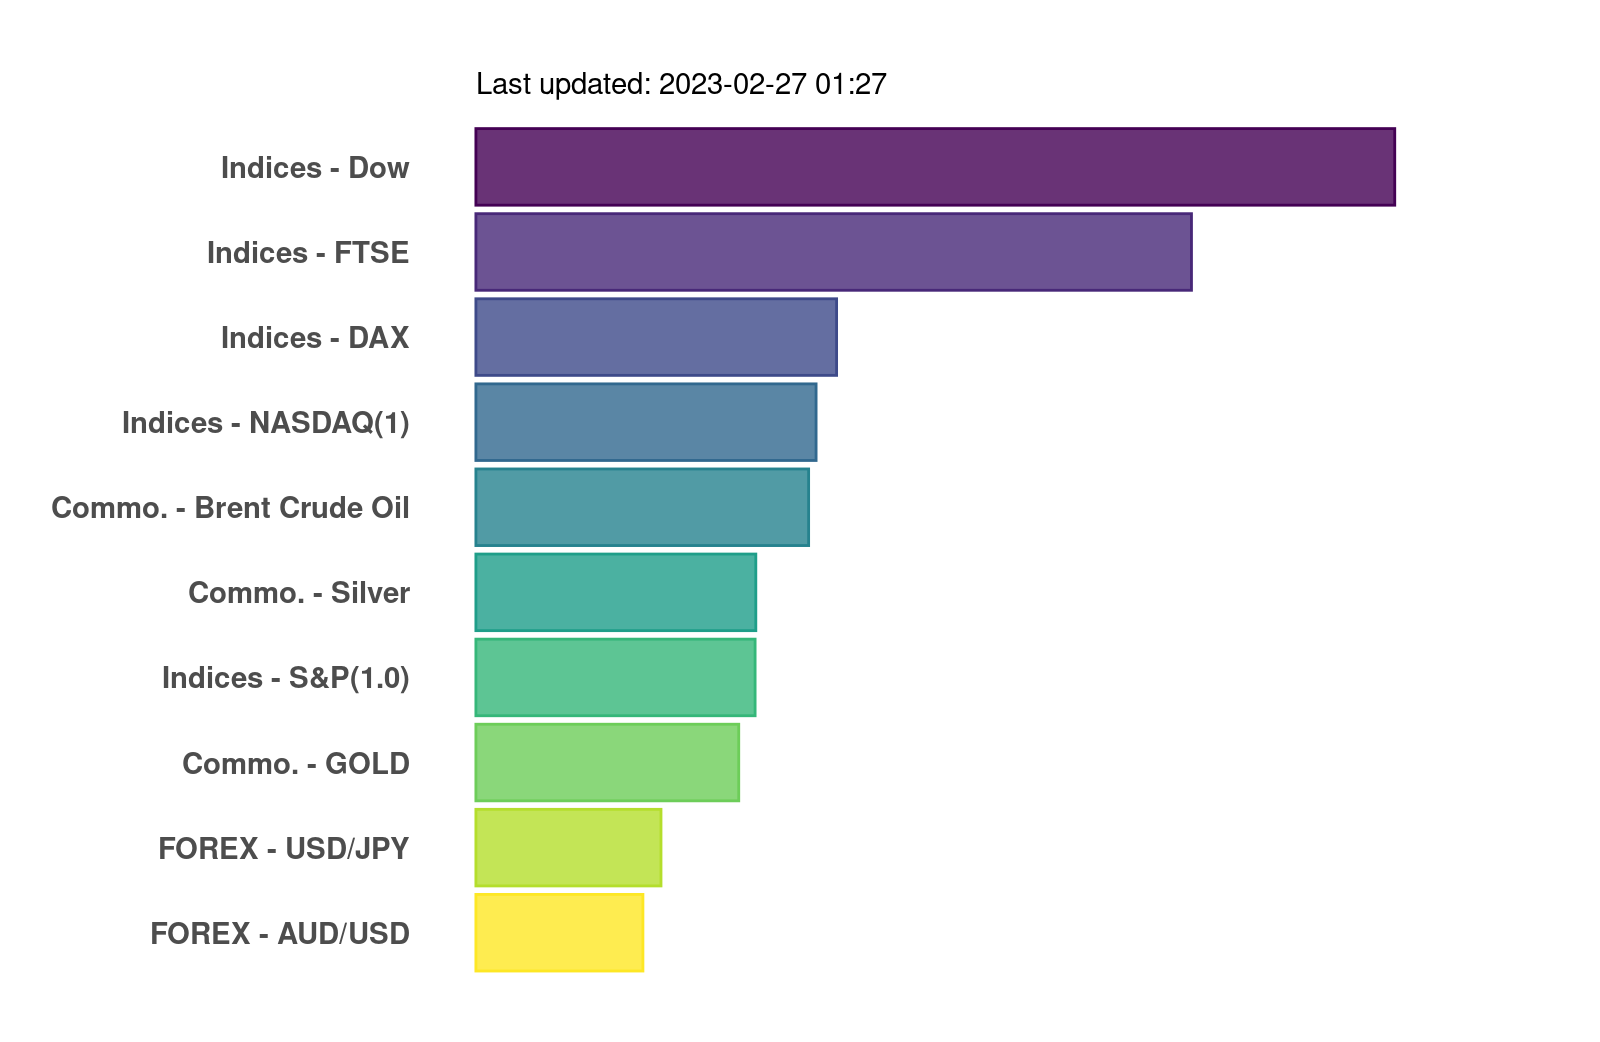 Last updated: 2023-02-27 01:27
Indices - Dow
Indices - FTSE
Indices - DAX
Indices - NASDAQ(1)
Commo. - Brent Crude Oil
Commo. - Silver
Indices - S&P(1.0)
Commo. - GOLD
FOREX - USD/JPY
FOREX - AUD/USD